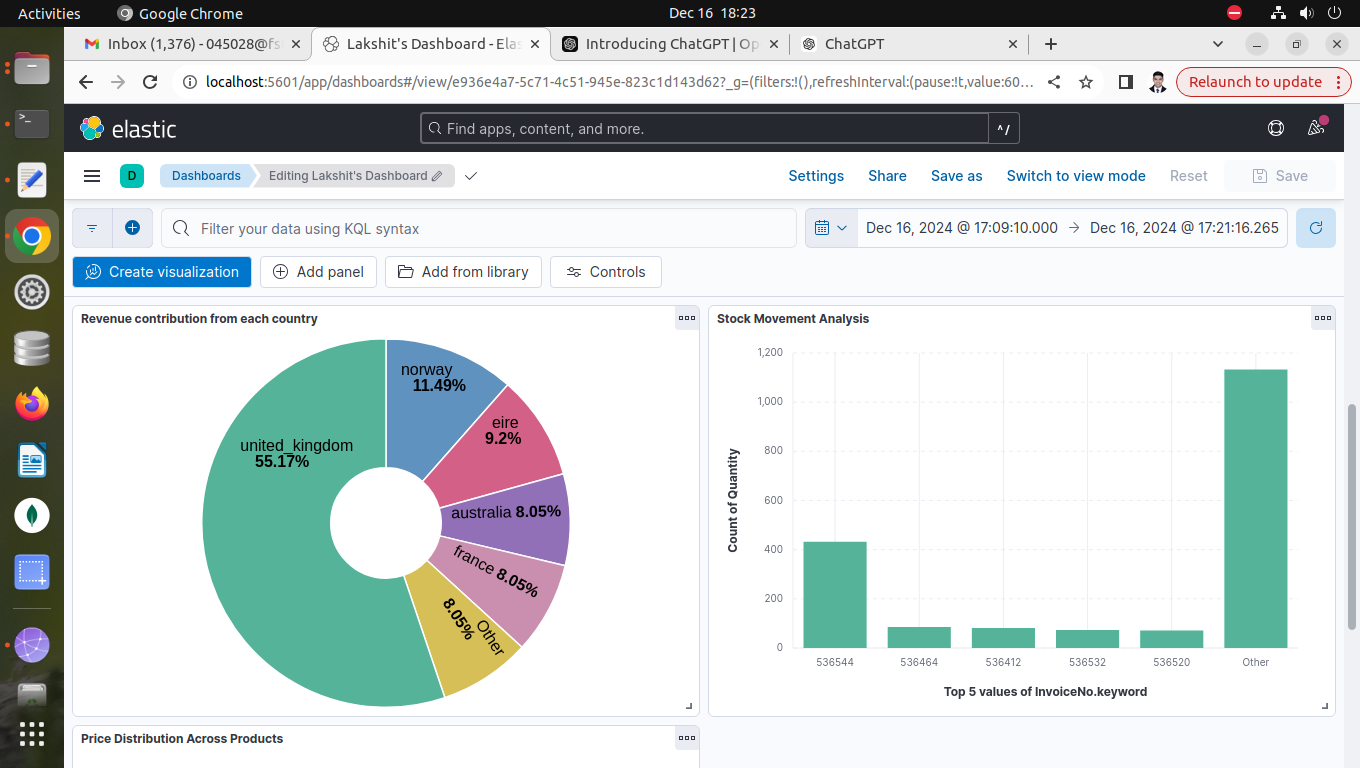 Activities
Google Chrome
Dec 16 18:23
Inbox (1,376) - 045028@fs
Lakshit's Dashboard - Elas
Introducing ChatGPT | Op
ChatGPT
localhost:5601/app/dashboards#/view/e936e4a7-5c71-4c51-945e-823c1d143d62?_g=(filters:!(),refreshInterval:(pause:!t,value:60...
Relaunch to update
elastic
Find apps, content, and more.
^/
D
Dashboards
Editing Lakshit's Dashboard
Settings
Share
Save as
Switch to view mode
Reset
Save
Filter your data using KQL syntax
Dec 16, 2024 @ 17:09:10.000 → Dec 16, 2024 @ 17:21:16.265
Create visualization
Add panel
Add from library
Controls
Revenue contribution from each country
norway
11.49%
eire
9.2%
australia 8.05%
france 8.05%
Other
8.05%
united_kingdom
55.17%
Stock Movement Analysis
Count of Quantity
1,200
1,000
800
600
400
200
0
536544
536464
536412
536532
536520
Other
Top 5 values of InvoiceNo.keyword
Price Distribution Across Products